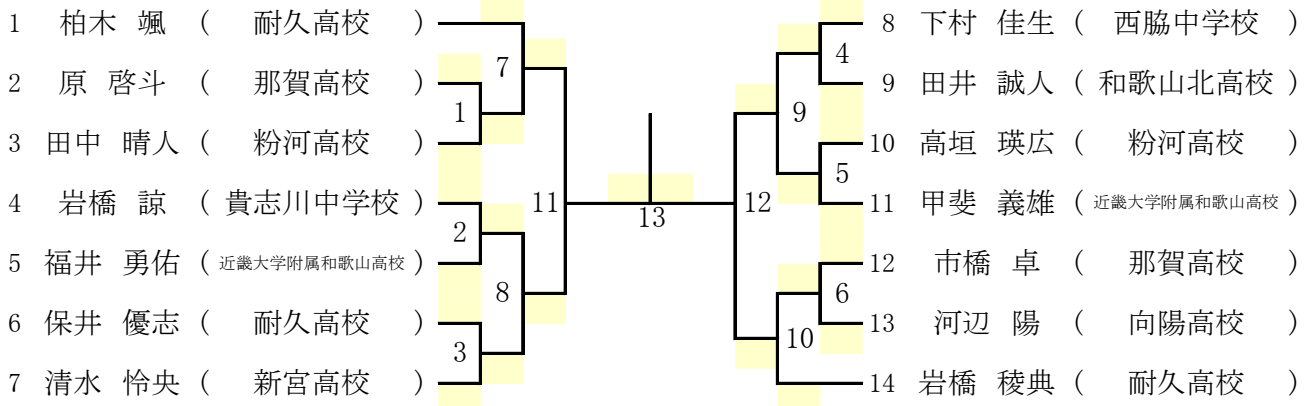 1 柏木 颯 ( 耐久高校 )
2 原 啓斗 ( 那賀高校 )
3 田中 晴人 ( 粉河高校 )
4 岩橋 諒 ( 貴志川中学校 )
5 福井 勇佑 ( 近畿大学附属和歌山高校 )
6 保井 優志 ( 耐久高校 )
7 清水 怜央 ( 新宮高校 )
7
1
2
8
3
11
13
12
9
4
5
6
10
8 下村 佳生 ( 西脇中学校 )
9 田井 誠人 ( 和歌山北高校 )
10 高垣 瑛広 ( 粉河高校 )
11 甲斐 義雄 ( 近畿大学附属和歌山高校 )
12 市橋 卓 ( 那賀高校 )
13 河辺 陽 ( 向陽高校 )
14 岩橋 稜典 ( 耐久高校 )